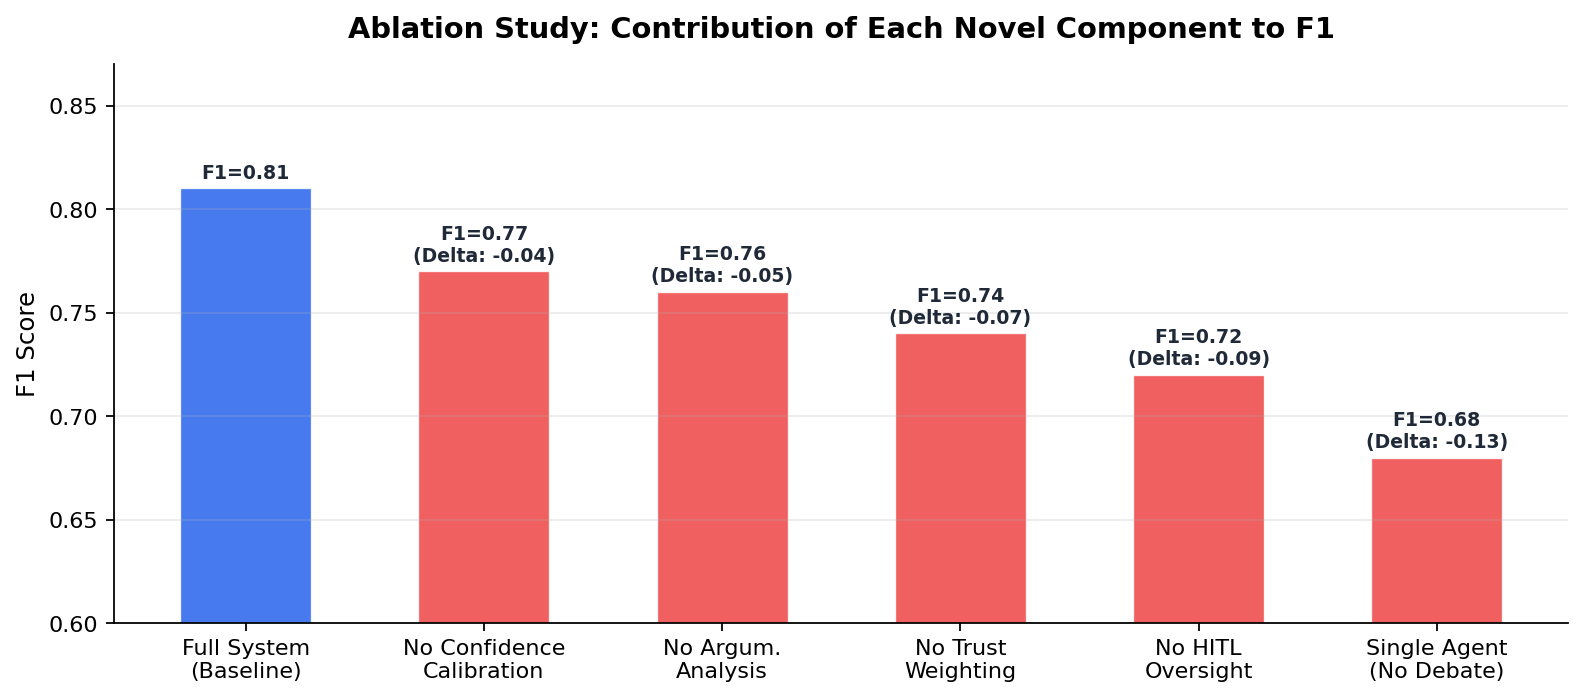 Ablation Study: Contribution of Each Novel Component to F1
F1 Score
0.85
0.80
0.75
0.70
0.65
0.60
F1=0.81
F1=0.77
(Delta: -0.04)
F1=0.76
(Delta: -0.05)
F1=0.74
(Delta: -0.07)
F1=0.72
(Delta: -0.09)
F1=0.68
(Delta: -0.13)
Full System
(Baseline)
No Confidence
Calibration
No Argum.
Analysis
No Trust
Weighting
No HITL
Oversight
Single Agent
(No Debate)